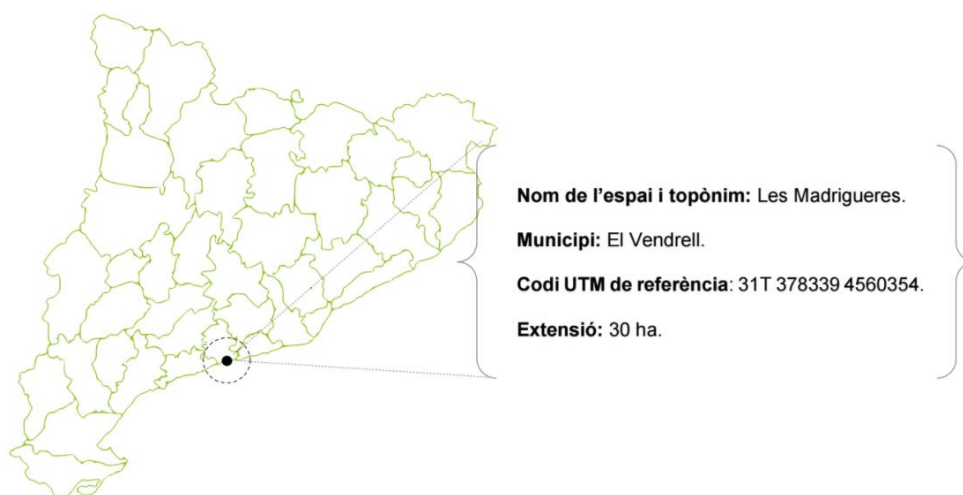 Nom de l’espai i topònim: Les Madrigueres.
Municipi: El Vendrell.
Codi UTM de referència: 31T 378339 4560354.
Extensió: 30 ha.